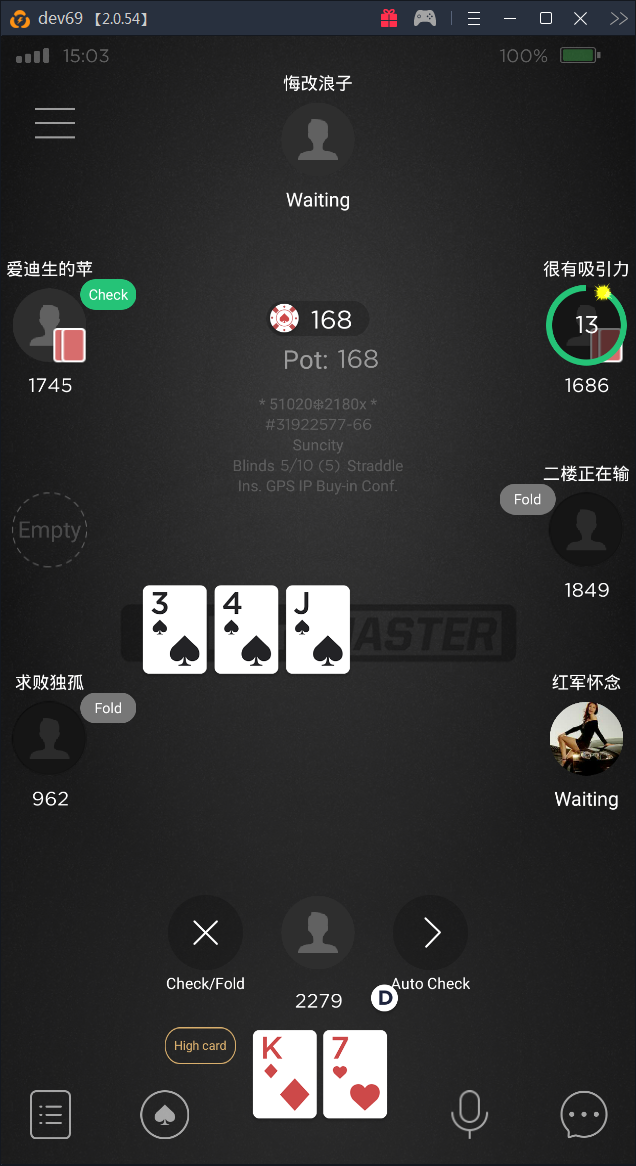 dev69 【2.0.54】
15:03
100%
悔改浪子
Waiting
爱迪生的苹
Check
1745
很有吸引力
13
1686
168
Pot: 168
* 51020❄2180x *
#31922577-66
Suncity
Blinds 5/10 (5) Straddle
Ins. GPS IP Buy-in Conf.
二楼正在输
Fold
1849
Empty
3 4 J
求败独孤
Fold
962
红军怀念
Waiting
Check/Fold
2279
D
Auto Check
High card
K 7